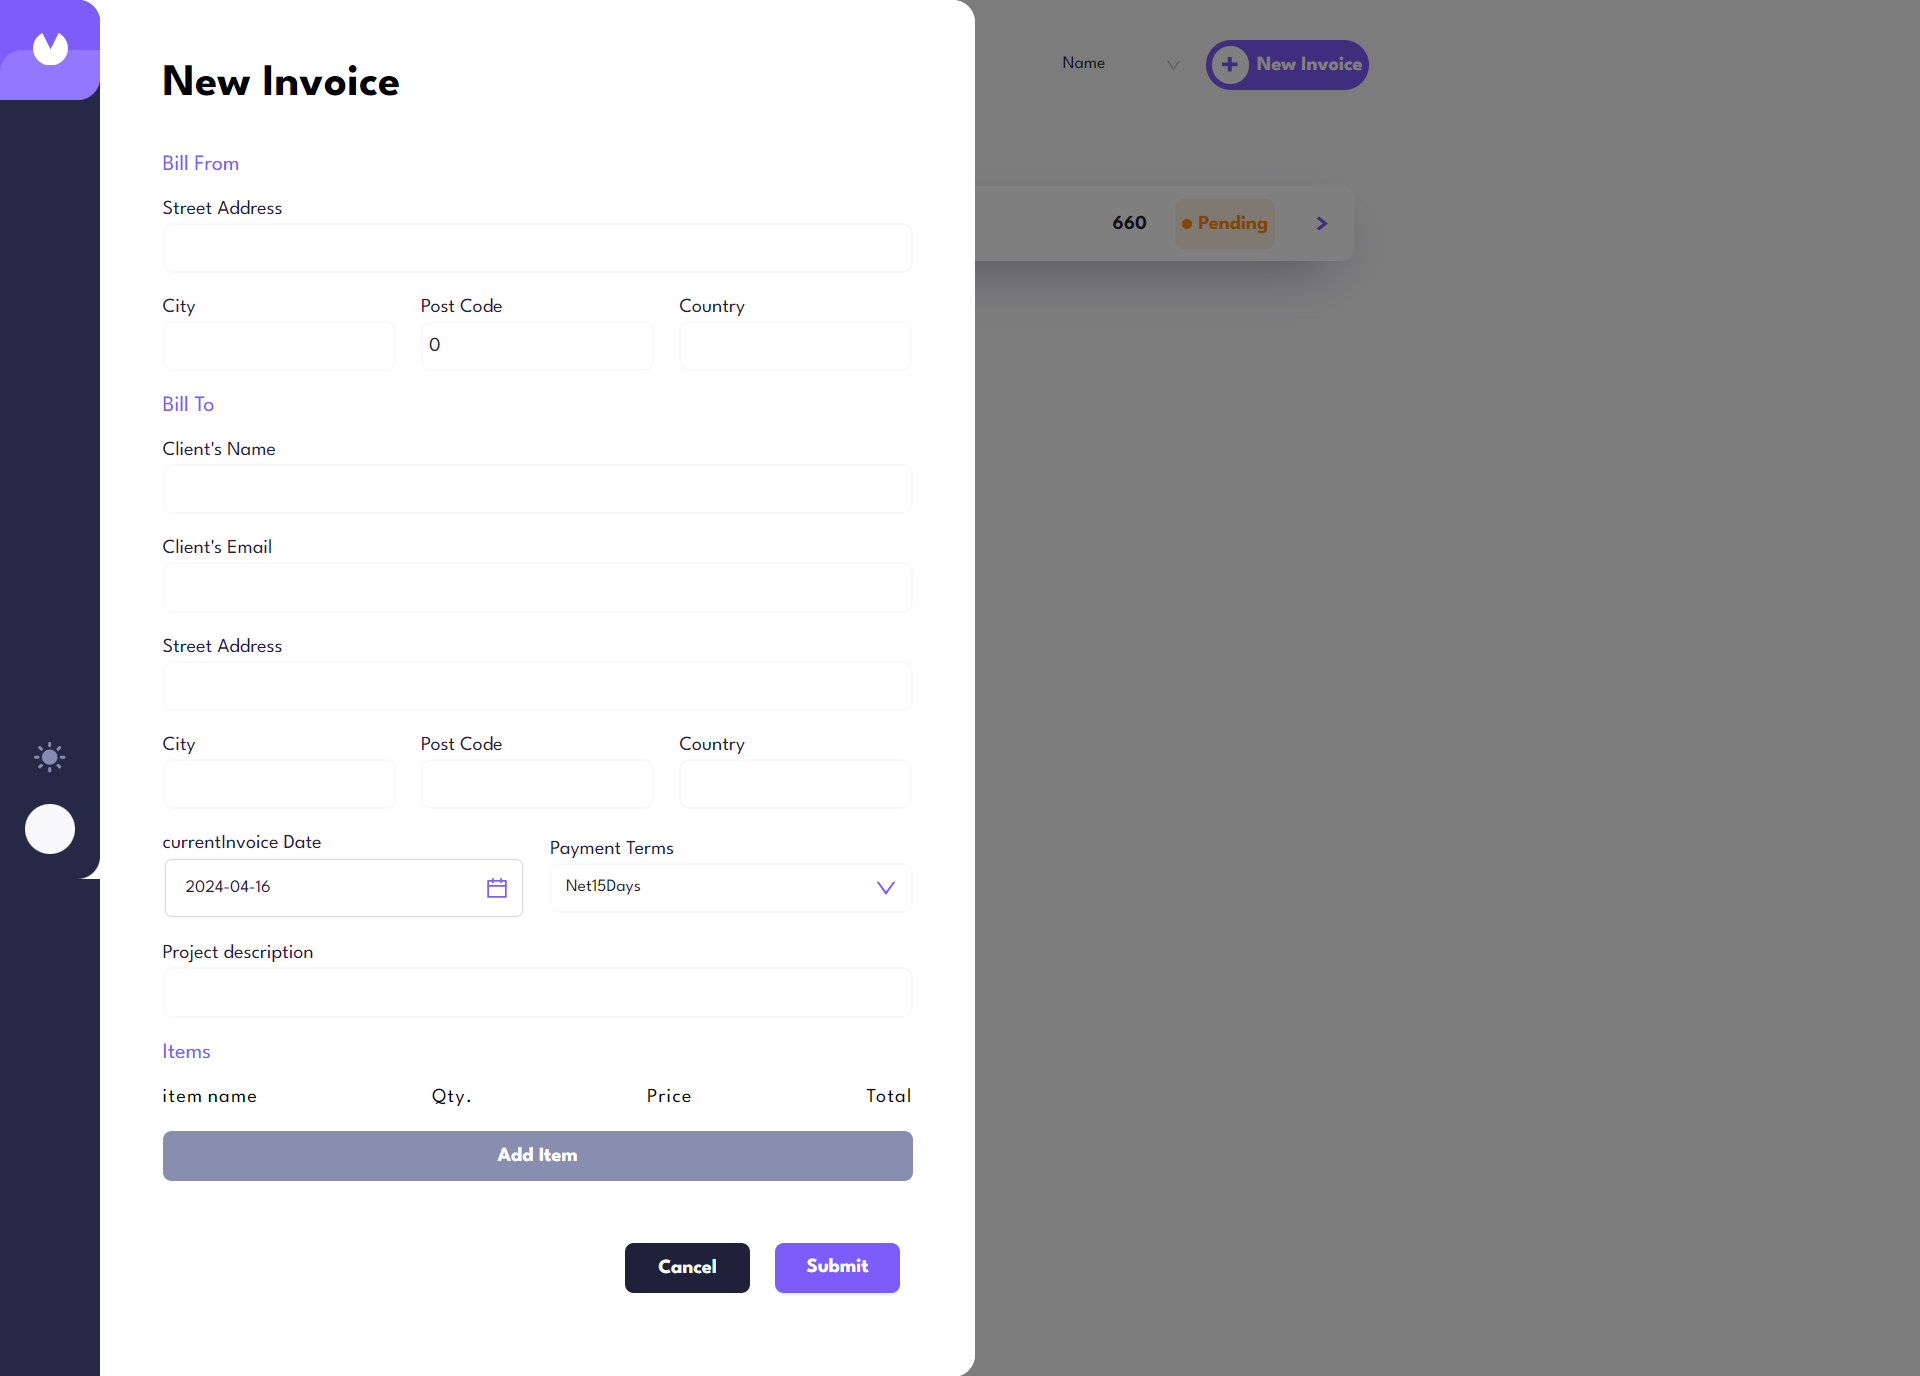 New Invoice
Name
New Invoice
Bill From
Street Address
660
Pending
City
Post Code
Country
0
Bill To
Client's Name
Client's Email
Street Address
City
Post Code
Country
currentInvoice Date
Payment Terms
2024-04-16
Net15Days
Project description
Items
item name
Qty.
Price
Total
Add Item
Cancel
Submit